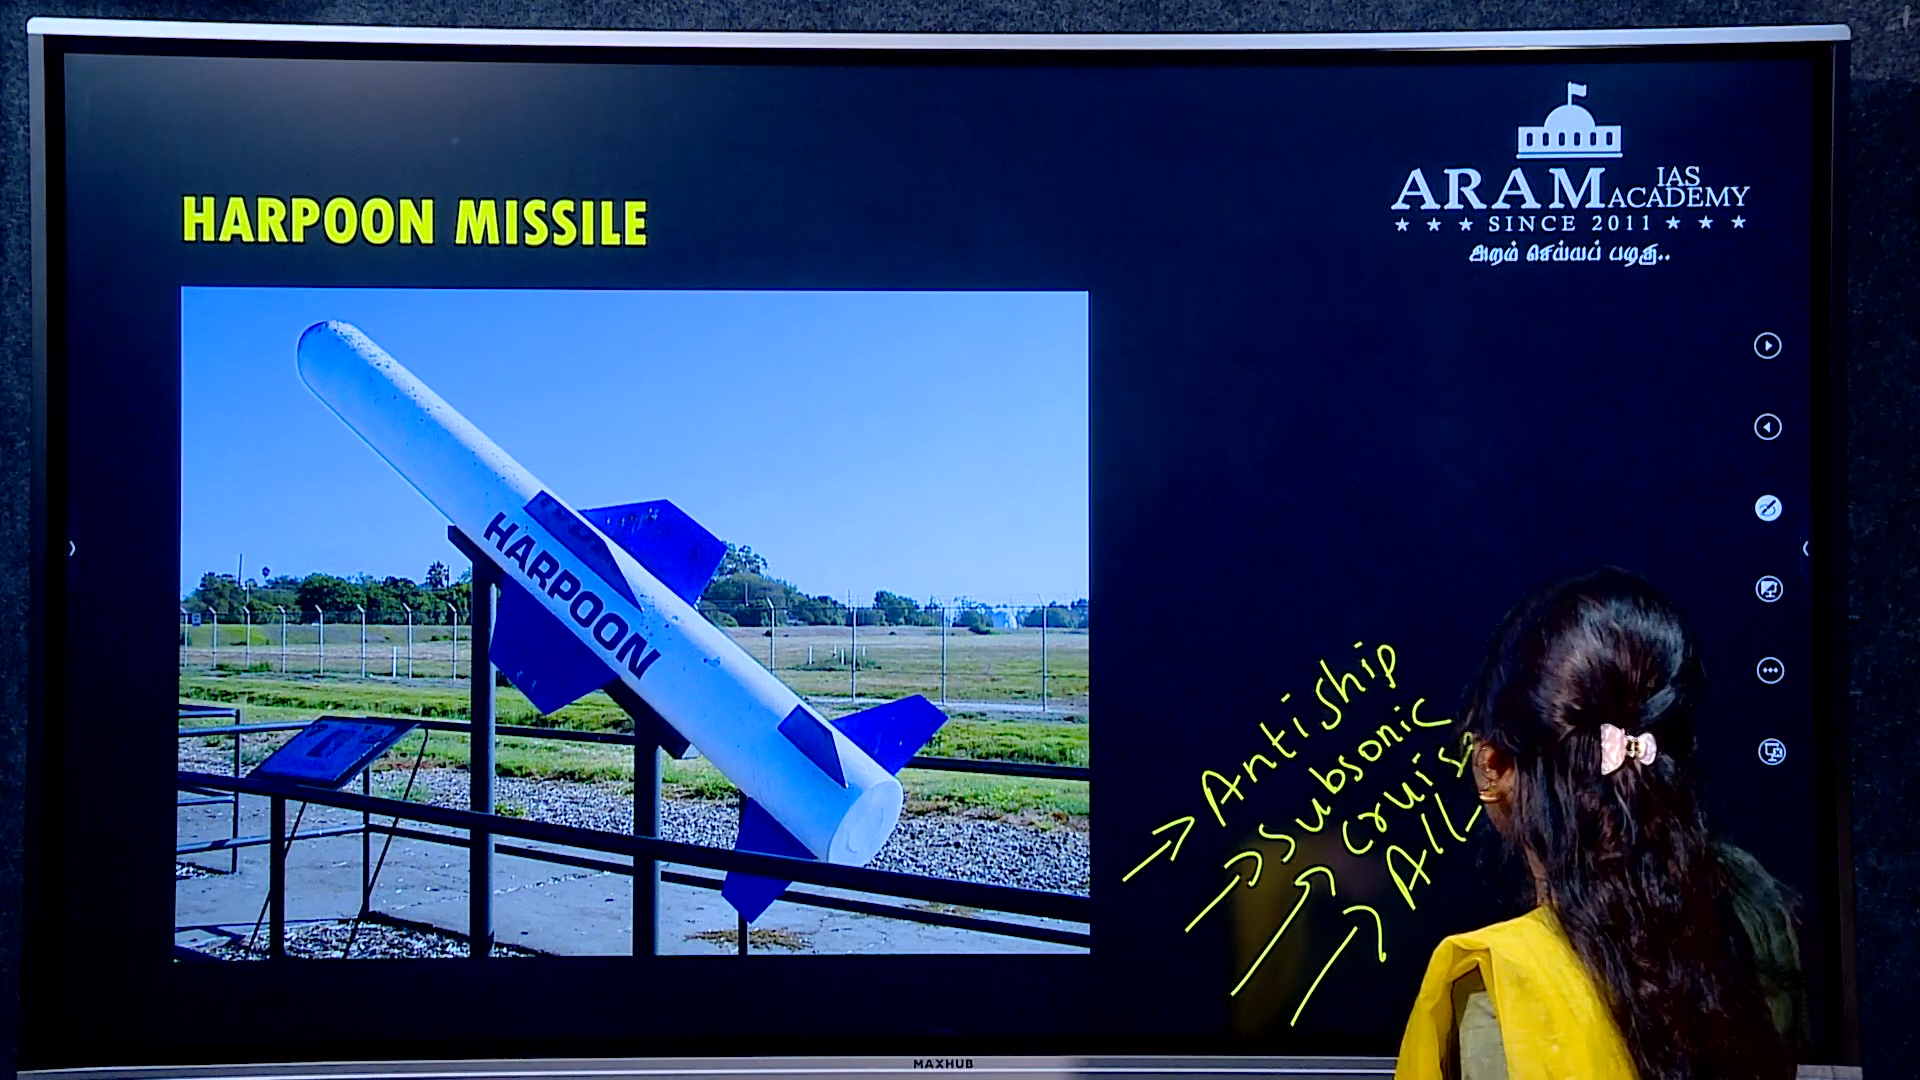 HARPOON MISSILE
ARAM IAS ACADEMY
SINCE 2011
அறம் செய்யப் பழகு..
HARPOON
→ Antiship
→ Subsonic
→ Cruis
→ All-
MAXHUB